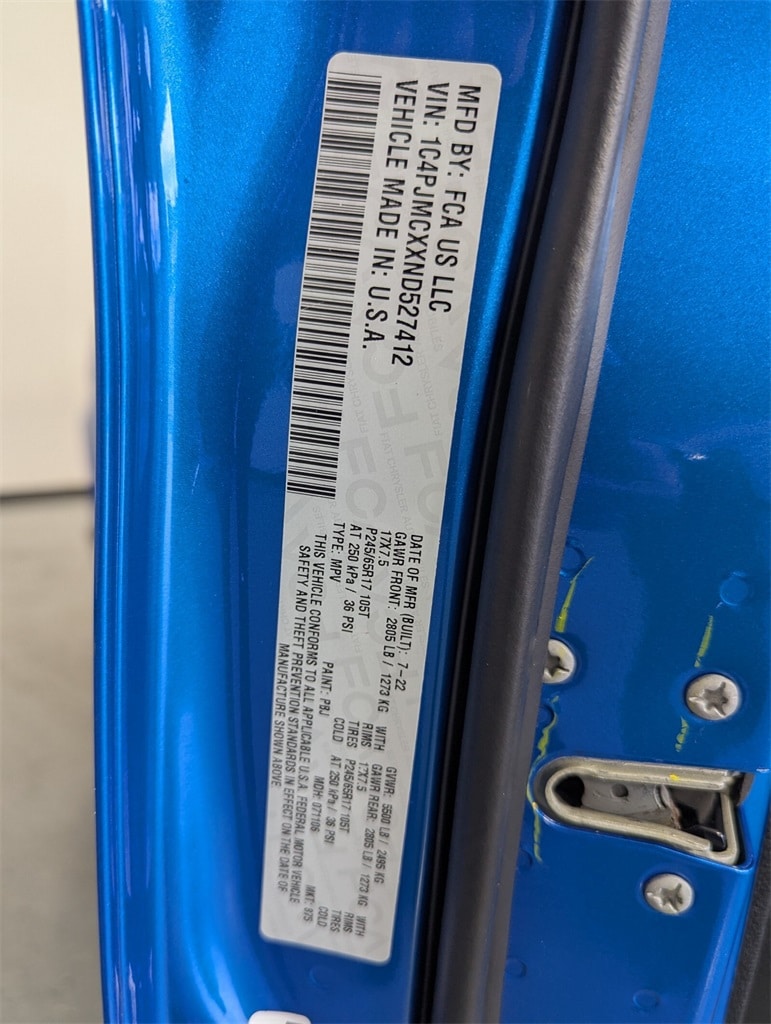 MFD BY: FCA US LLC
VIN: 1C4PJMCXXND527412
VEHICLE MADE IN: U.S.A.
DATE OF MFR (BUILT): 7-22 GVWR: 5500 LB / 2495 KG
GAWR FRONT: 2805 LB / 1273 KG WITH GAWR REAR: 2805 LB / 1273 KG WITH
17X7.5 RIMS 17X7.5 RIMS
P245/65R17 105T TIRES P245/65R17 105T TIRES
AT 250 kPa / 36 PSI COLD AT 250 kPa / 36 PSI COLD
TYPE: MPV PAINT: PBJ MDH: 071106 MKT: 875
THIS VEHICLE CONFORMS TO ALL APPLICABLE U.S.A. FEDERAL MOTOR VEHICLE
SAFETY AND THEFT PREVENTION STANDARDS IN EFFECT ON THE DATE OF
MANUFACTURE SHOWN ABOVE